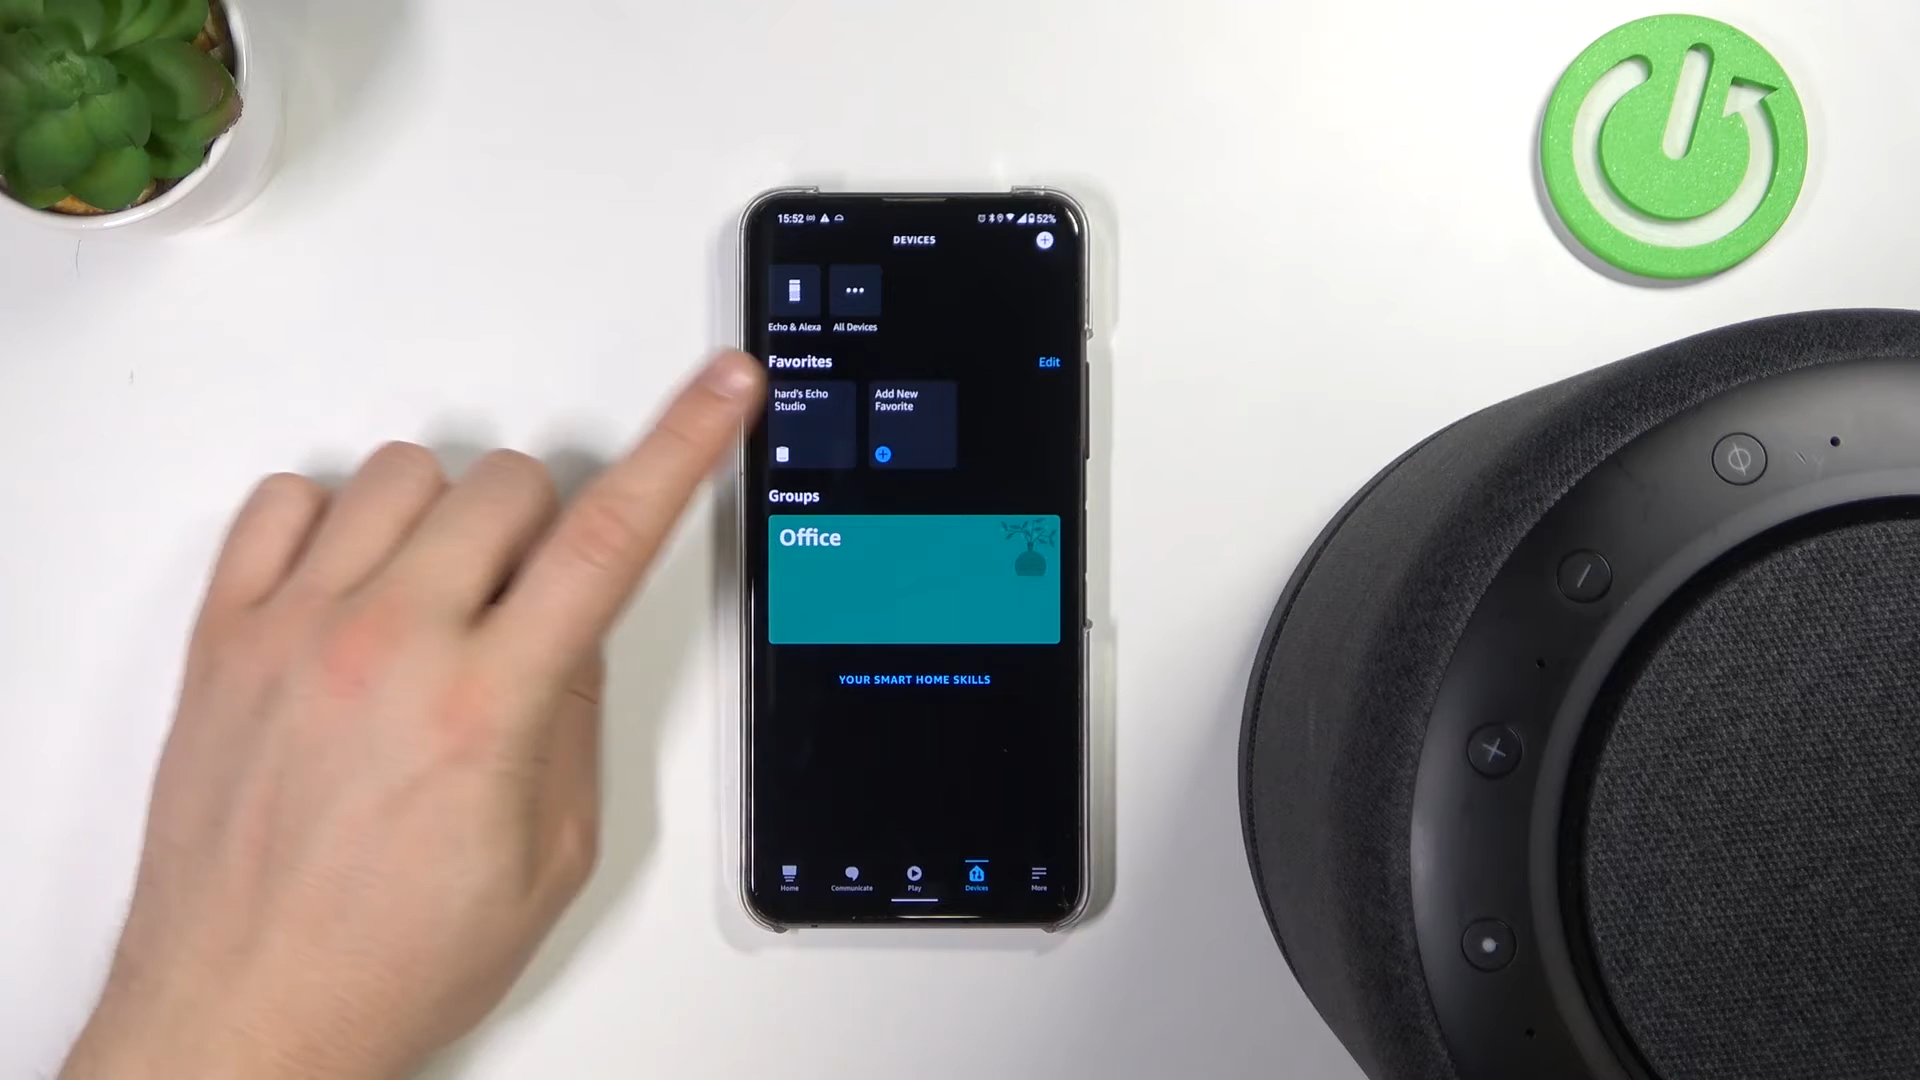 15:52
52%
DEVICES
Echo & Alexa
All Devices
Favorites
Edit
hard's Echo
Studio
Add New
Favorite
Groups
Office
YOUR SMART HOME SKILLS
Home
Communicate
Play
Devices
More